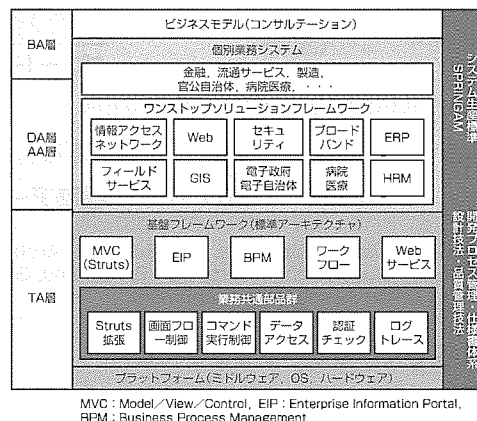 BA層
ビジネスモデル(コンサルテーション)
個別業務システム
金融, 流通サービス, 製造,
官公自治体, 病院医療, ・・・・
DA層
AA層
ワンストップソリューションフレームワーク
情報アクセス
ネットワーク
Web
セキュ
リティ
ブロード
バンド
ERP
フィールド
サービス
GIS
電子政府
電子自治体
病院
医療
HRM
TA層
基盤フレームワーク(標準アーキテクチャ)
MVC
(Struts)
EIP
BPM
ワーク
フロー
Web
サービス
業務共通部品群
Struts
拡張
画面フロ
ー制御
コマンド
実行制御
データ
アクセス
認証
チェック
ログ
トレース
プラットフォーム(ミドルウェア, OS, ハードウェア)
システム生産標準
SPRINGAM
開発プロセス管理・仕様書体系
設計技法・品質管理技法
MVC:Model/View/Control, EIP:Enterprise Information Portal,
BPM:Business Process Management